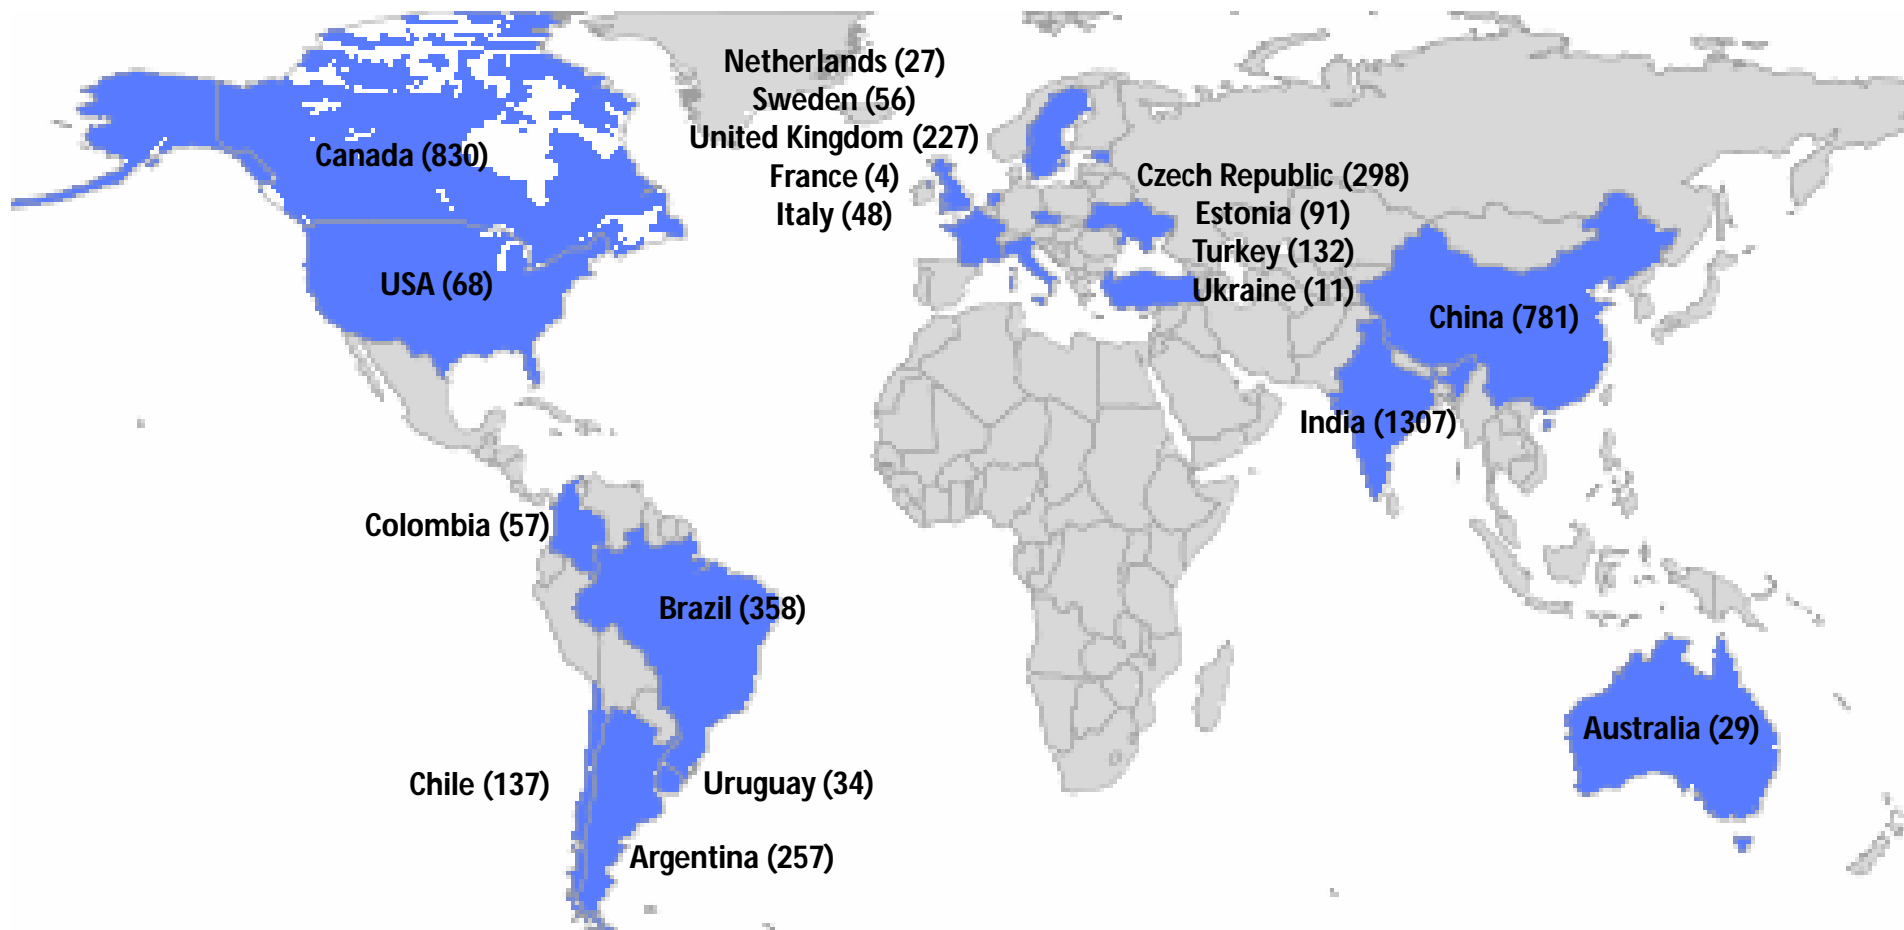 Netherlands (27)
Sweden (56)
United Kingdom (227)
France (4)
Italy (48)
Canada (830)
Czech Republic (298)
Estonia (91)
Turkey (132)
Ukraine (11)
USA (68)
China (781)
India (1307)
Colombia (57)
Brazil (358)
Australia (29)
Chile (137)
Uruguay (34)
Argentina (257)